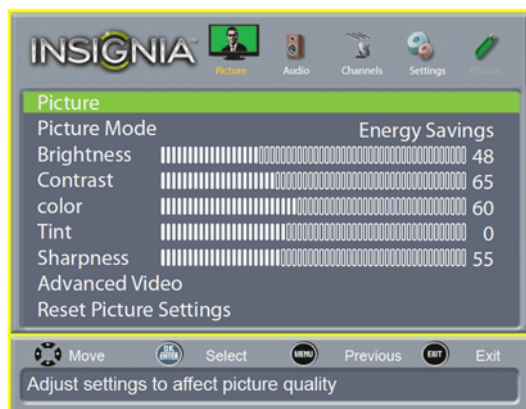 INSIGNIA™
Picture Audio Channels Settings Photos
Picture
Picture Mode Energy Savings
Brightness 48
Contrast 65
color 60
Tint 0
Sharpness 55
Advanced Video
Reset Picture Settings
Move OK ENTER Select MENU Previous EXIT Exit
Adjust settings to affect picture quality